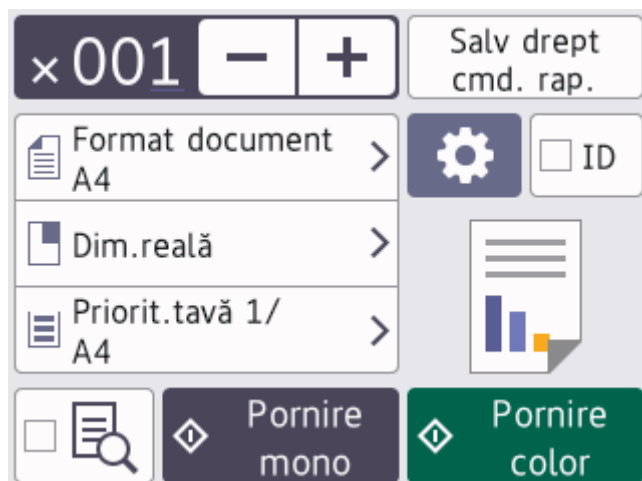 ×001 − +
Salv drept
cmd. rap.
Format document
A4
ID
Dim.reală
Priorit.tavă 1/
A4
Pornire
mono
Pornire
color